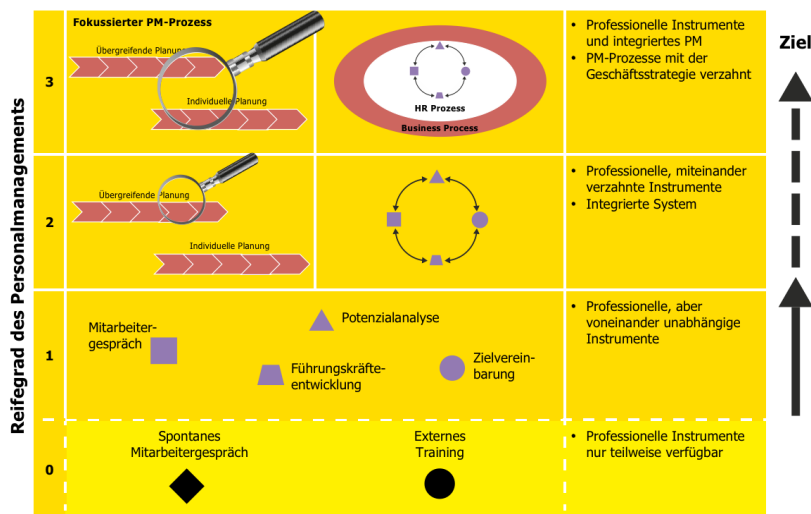 Reifegrad des Personalmanagements
Ziel
3
Fokussierter PM-Prozess
Übergreifende Planung
Individuelle Planung
HR Prozess
Business Process
• Professionelle Instrumente
und integriertes PM
• PM-Prozesse mit der
Geschäftsstrategie verzahnt
2
Übergreifende Planung
Individuelle Planung
• Professionelle, miteinander
verzahnte Instrumente
• Integrierte System
1
Mitarbeiter-
gespräch
Potenzialanalyse
Führungskräfte-
entwicklung
Zielverein-
barung
• Professionelle, aber
voneinander unabhängige
Instrumente
0
Spontanes
Mitarbeitergespräch
Externes
Training
• Professionelle Instrumente
nur teilweise verfügbar